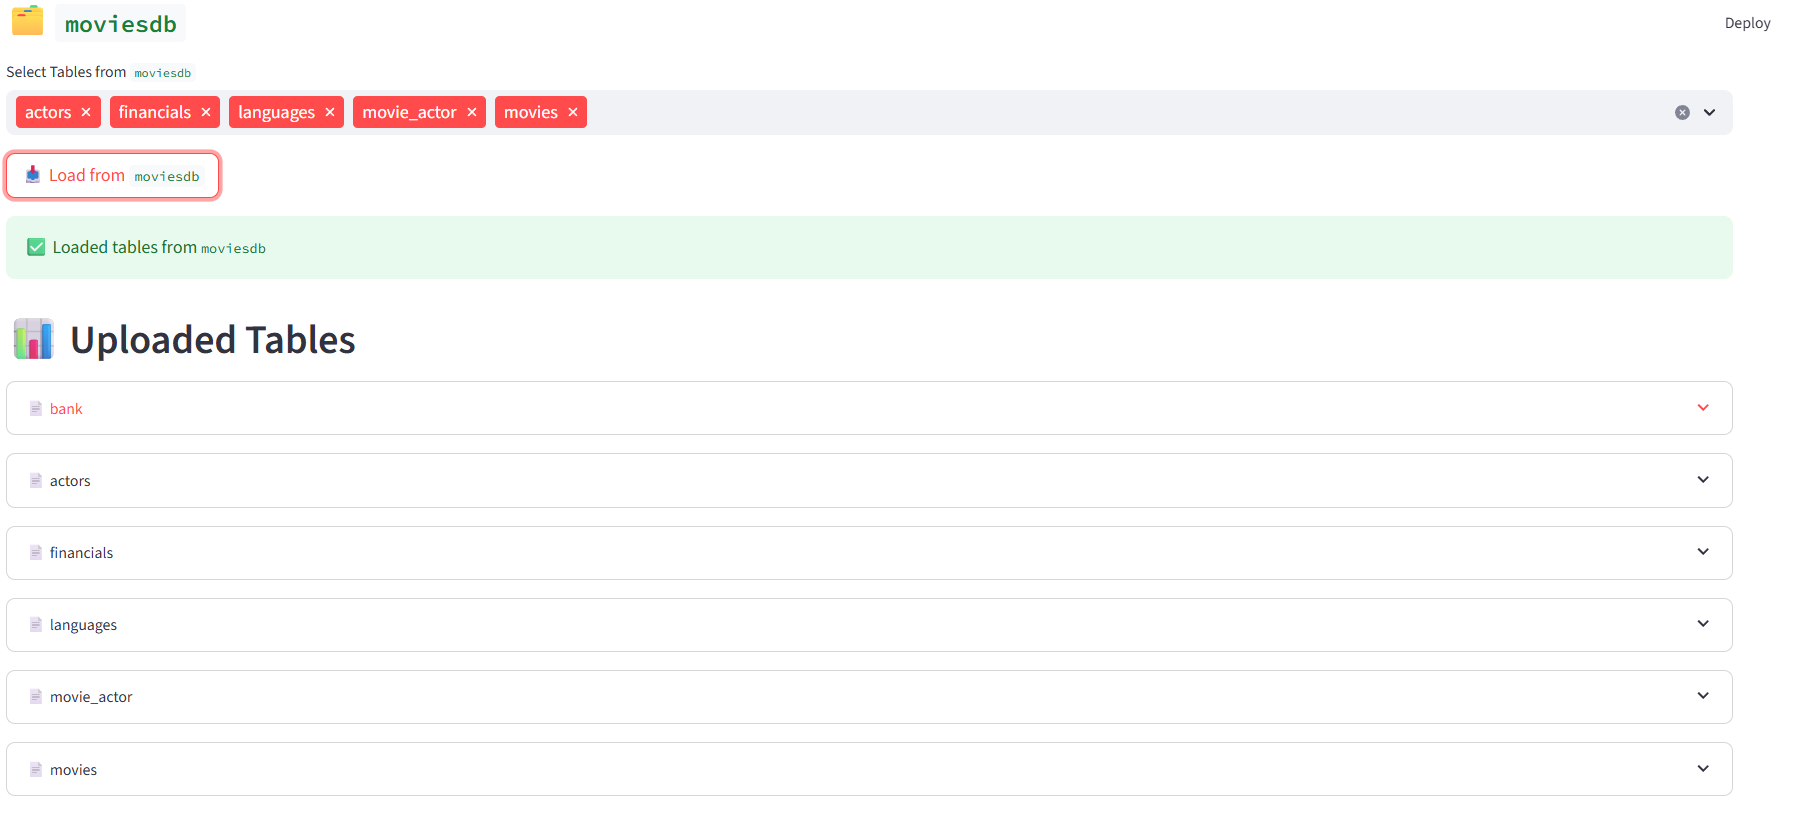 moviesdb
Deploy
Select Tables from moviesdb
actors × financials × languages × movie_actor × movies ×
Load from moviesdb
Loaded tables from moviesdb
Uploaded Tables
bank
actors
financials
languages
movie_actor
movies